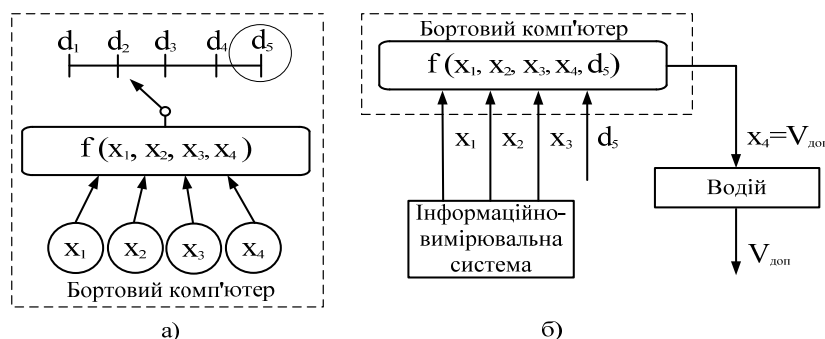 d₁ d₂ d₃ d₄ d₅
f (x₁, x₂, x₃, x₄)
x₁ x₂ x₃ x₄
Бортовий комп'ютер
а)
Бортовий комп'ютер
f (x₁, x₂, x₃, x₄, d₅)
x₁ x₂ x₃ d₅
x₄=Vдоп
Інформаційно-
вимірювальна
система
Водій
Vдоп
б)